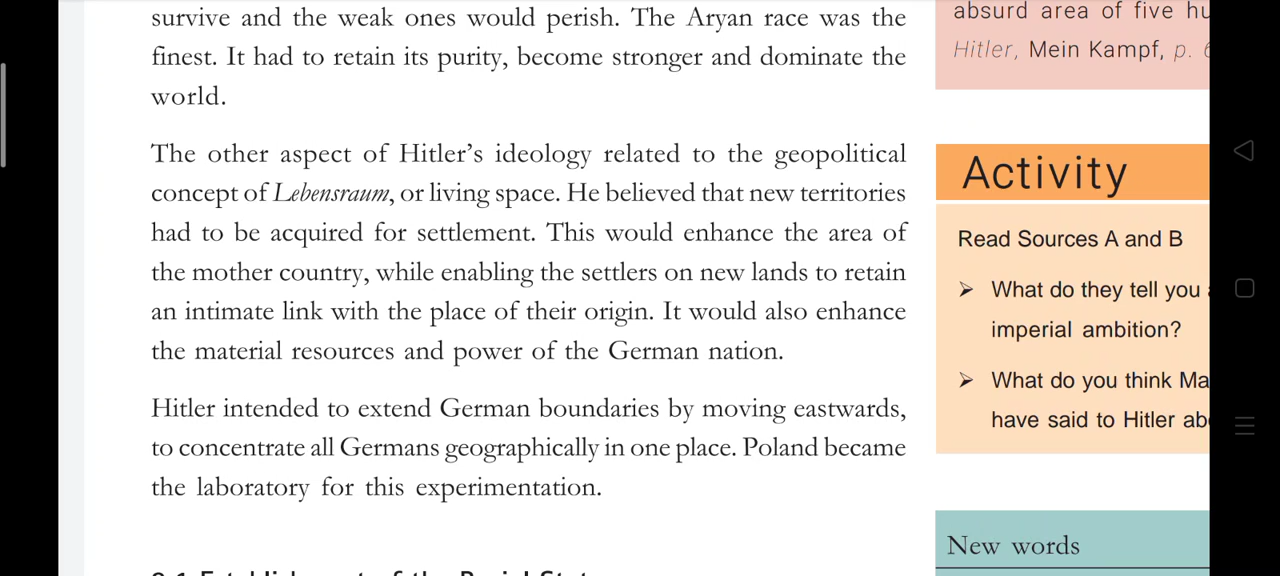 survive and the weak ones would perish. The Aryan race was the
finest. It had to retain its purity, become stronger and dominate the
world.
The other aspect of Hitler's ideology related to the geopolitical
concept of Lebensraum, or living space. He believed that new territories
had to be acquired for settlement. This would enhance the area of
the mother country, while enabling the settlers on new lands to retain
an intimate link with the place of their origin. It would also enhance
the material resources and power of the German nation.
Hitler intended to extend German boundaries by moving eastwards,
to concentrate all Germans geographically in one place. Poland became
the laboratory for this experimentation.
absurd area of five
Hitler, Mein Kampf, p.
Activity
Read Sources A and B
➢ What do they tell you
imperial ambition?
➢ What do you think
have said to Hitler
New words